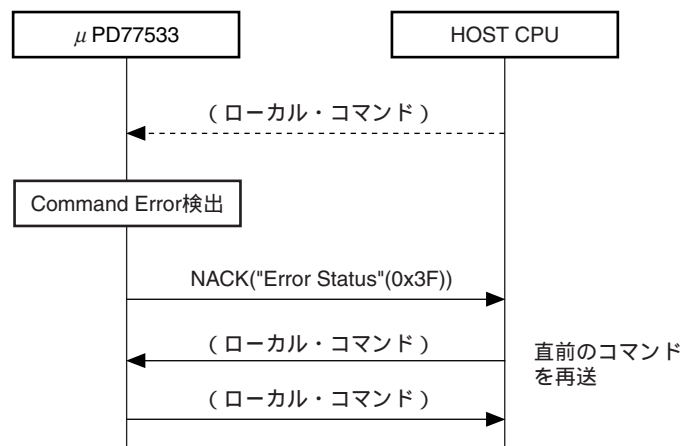 μPD77533
HOST CPU
(ローカル・コマンド)
Command Error検出
NACK("Error Status"(0x3F))
(ローカル・コマンド)
直前のコマンド
を再送
(ローカル・コマンド)